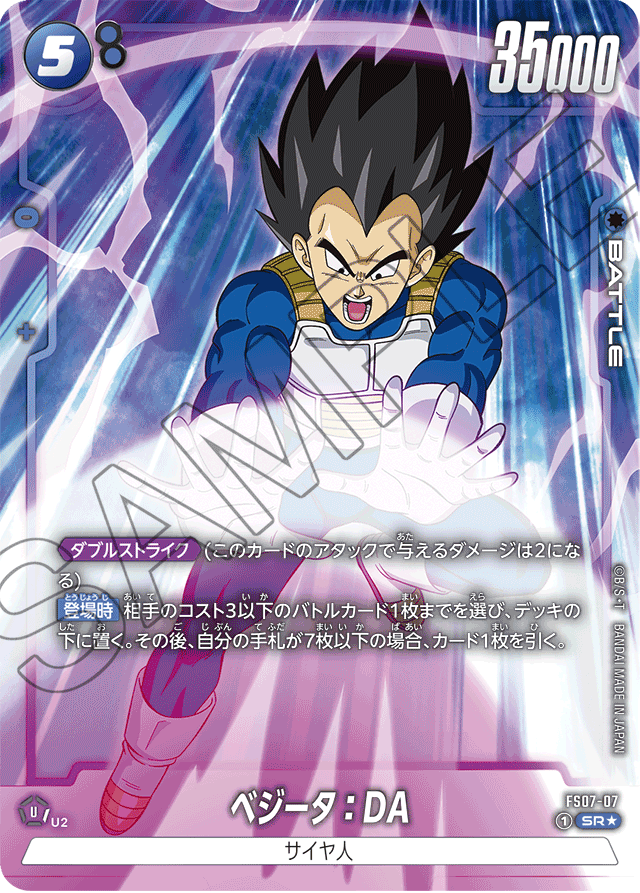 5
8
35000
0
+
BATTLE
SAMPLE
ダブルストライク (このカードのアタックで与えるダメージは2にな
る)
登場時 相手のコスト3以下のバトルカード1枚までを選び、デッキの
下に置く。その後、自分の手札が7枚以下の場合、カード1枚を引く。
©B/S・T BANDAI MADE IN JAPAN
U U2
ベジータ:DA
FS07-07
1 SR★
サイヤ人